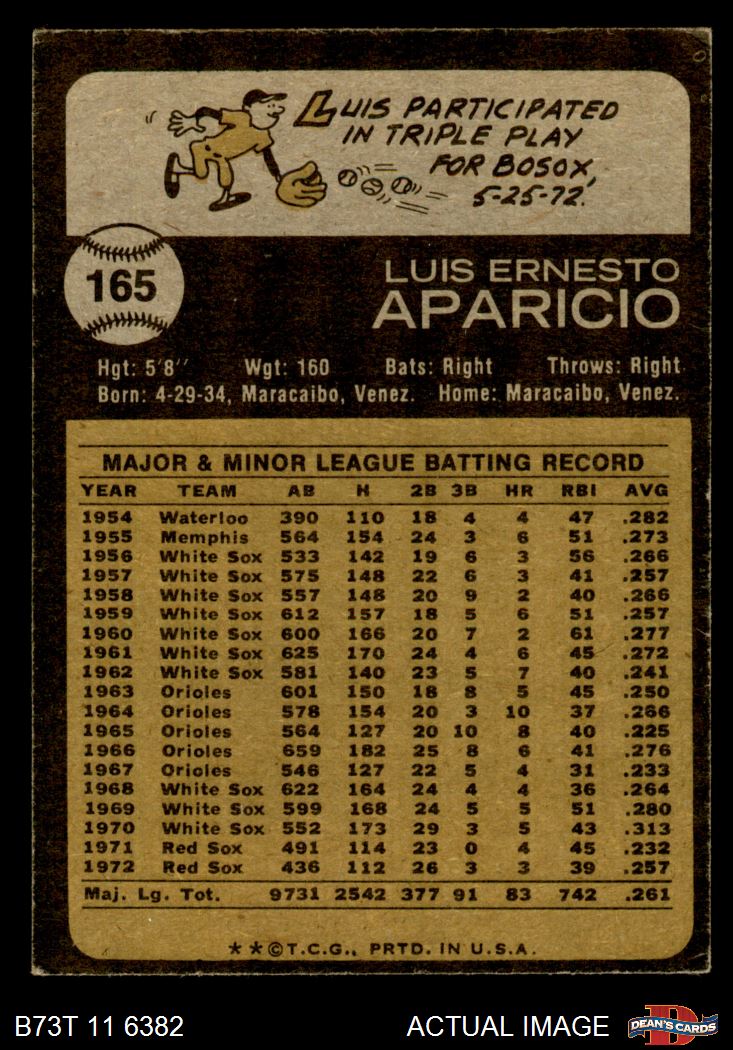 LUIS PARTICIPATED
IN TRIPLE PLAY
FOR BOSOX,
5-25-72.
165
LUIS ERNESTO
APARICIO
Hgt: 5'8'' Wgt: 160 Bats: Right Throws: Right
Born: 4-29-34, Maracaibo, Venez. Home: Maracaibo, Venez.
MAJOR & MINOR LEAGUE BATTING RECORD
YEAR TEAM AB H 2B 3B HR RBI AVG
1954 Waterloo 390 110 18 4 4 47 .282
1955 Memphis 564 154 24 3 6 51 .273
1956 White Sox 533 142 19 6 3 56 .266
1957 White Sox 575 148 22 6 3 41 .257
1958 White Sox 557 148 20 9 2 40 .266
1959 White Sox 612 157 18 5 6 51 .257
1960 White Sox 600 166 20 7 2 61 .277
1961 White Sox 625 170 24 4 6 45 .272
1962 White Sox 581 140 23 5 7 40 .241
1963 Orioles 601 150 18 8 5 45 .250
1964 Orioles 578 154 20 3 10 37 .266
1965 Orioles 564 127 20 10 8 40 .225
1966 Orioles 659 182 25 8 6 41 .276
1967 Orioles 546 127 22 5 4 31 .233
1968 White Sox 622 164 24 4 4 36 .264
1969 White Sox 599 168 24 5 5 51 .280
1970 White Sox 552 173 29 3 5 43 .313
1971 Red Sox 491 114 23 0 4 45 .232
1972 Red Sox 436 112 26 3 3 39 .257
Maj. Lg. Tot. 9731 2542 377 91 83 742 .261
★★©T.C.G., PRTD. IN U.S.A.
B73T 11 6382 ACTUAL IMAGE
D
DEAN'S CARDS